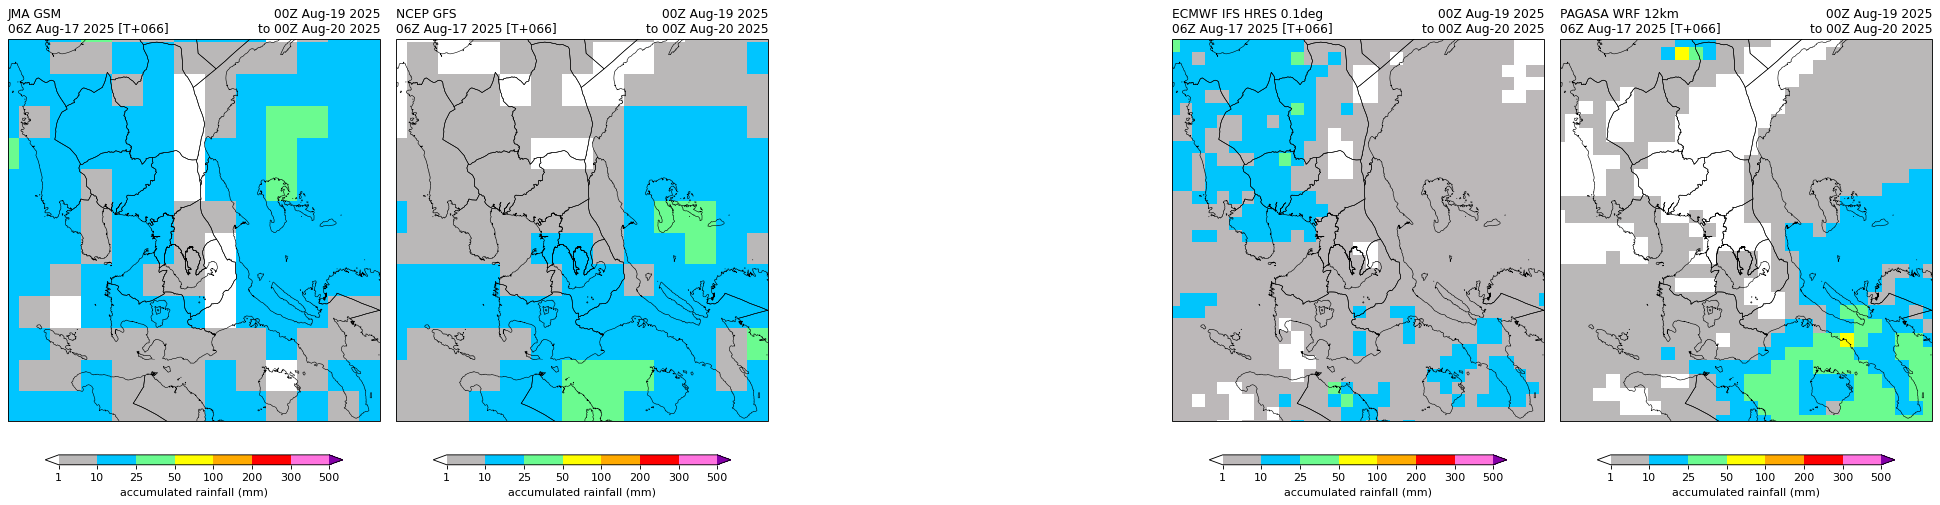 JMA GSM 00Z Aug-19 2025
06Z Aug-17 2025 [T+066] to 00Z Aug-20 2025
1 10 25 50 100 200 300 500
accumulated rainfall (mm)
NCEP GFS 00Z Aug-19 2025
06Z Aug-17 2025 [T+066] to 00Z Aug-20 2025
1 10 25 50 100 200 300 500
accumulated rainfall (mm)
ECMWF IFS HRES 0.1deg 00Z Aug-19 2025
06Z Aug-17 2025 [T+066] to 00Z Aug-20 2025
1 10 25 50 100 200 300 500
accumulated rainfall (mm)
PAGASA WRF 12km 00Z Aug-19 2025
06Z Aug-17 2025 [T+066] to 00Z Aug-20 2025
1 10 25 50 100 200 300 500
accumulated rainfall (mm)